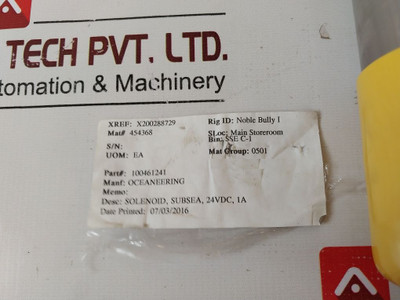 TECH PVT. LTD.
tomation & Machinery
XREF: X200288729 Rig ID: Noble Bully I
Mat# 454368 SLoc: Main Storeroom
Bin: SSE C-1
S/N:
UOM: EA Mat Group: 0501
Part#: 100461241
Manf: OCEANEERING
Memo:
Desc: SOLENOID, SUBSEA, 24VDC, 1A
Date Printed: 07/03/2016